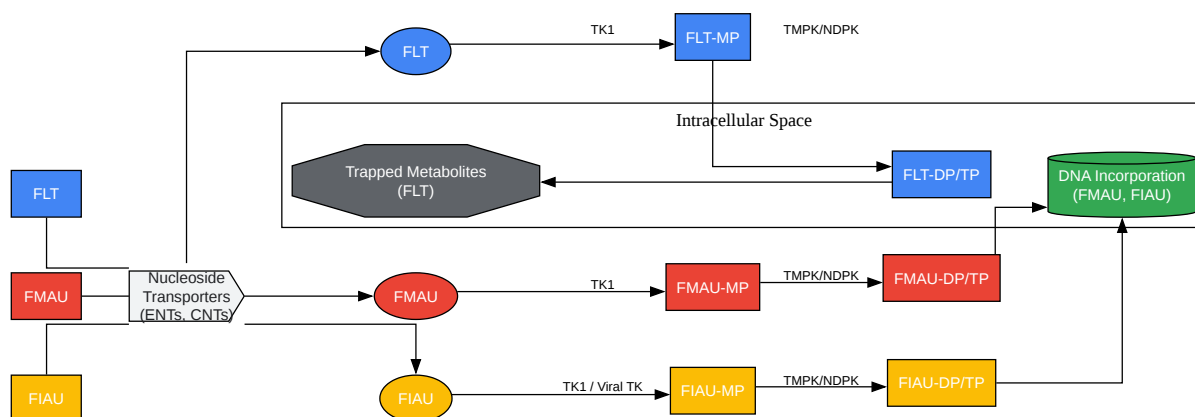 FLT
TK1
FLT-MP
TMPK/NDPK
Intracellular Space
Trapped Metabolites
(FLT)
FLT-DP/TP
DNA Incorporation
(FMAU, FIAU)
FLT
FMAU
Nucleoside
Transporters
(ENTs, CNTs)
FMAU
TK1
FMAU-MP
TMPK/NDPK
FMAU-DP/TP
FIAU
FIAU
TK1 / Viral TK
FIAU-MP
TMPK/NDPK
FIAU-DP/TP